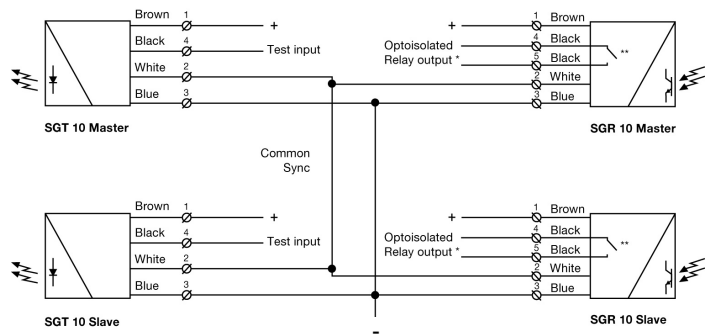 Brown 1 + + 1 Brown
Black 4 Test input Optoisolated 4 Black
Relay output * 5 Black **
White 2 2 White
Blue 3 3 Blue
SGT 10 Master SGR 10 Master
Common
Sync
Brown 1 + + 1 Brown
Black 4 Test input Optoisolated 4 Black
Relay output * 5 Black **
White 2 2 White
Blue 3 3 Blue
SGT 10 Slave SGR 10 Slave
-